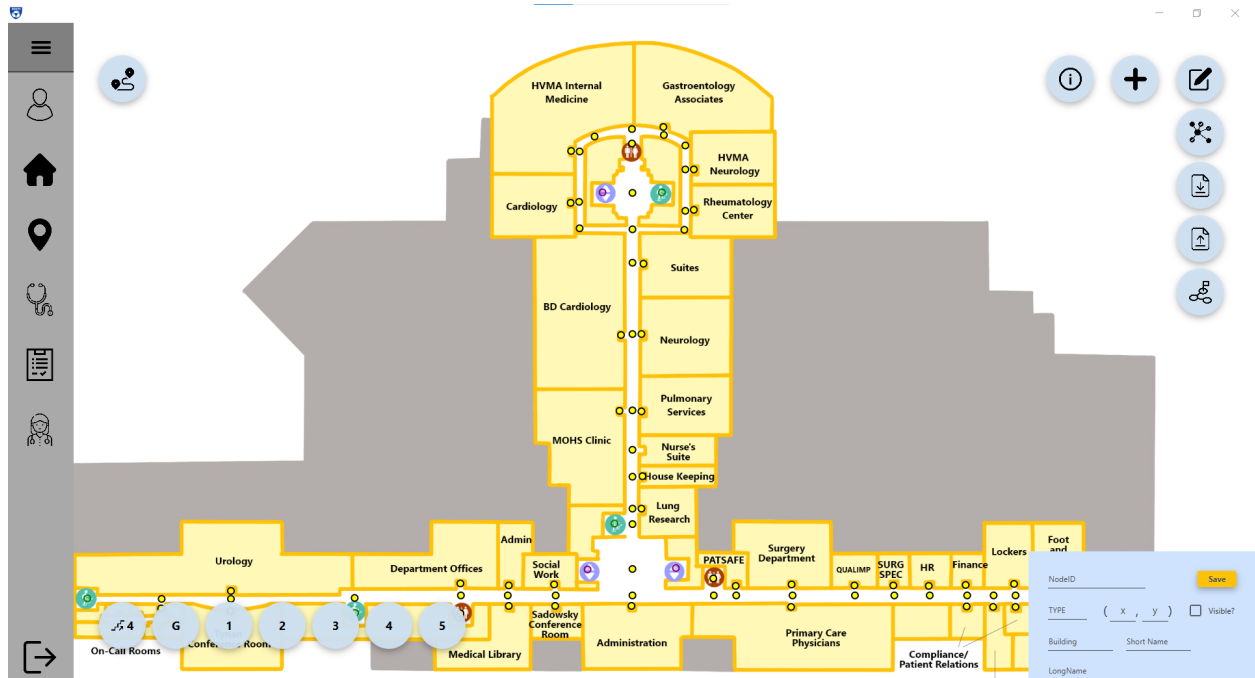 HVMA Internal
Medicine
Gastroentology
Associates
HVMA
Neurology
Cardiology
Rheumatology
Center
Suites
BD Cardiology
Neurology
Pulmonary
Services
MOHS Clinic
Nurse's
Suite
House Keeping
Lung
Research
Admin
Urology
Department Offices
Social
Work
PATSAFE
Surgery
Department
QUALIMP
SURG
SPEC
HR
Finance
Lockers
Foot
and
NodeID
Save
TYPE
( x , y )
Visible?
Building
Short Name
LongName
4
G
1
2
3
4
5
On-Call Rooms
Conference Room
Medical Library
Sadowsky
Conference
Room
Administration
Primary Care
Physicians
Compliance/
Patient Relations